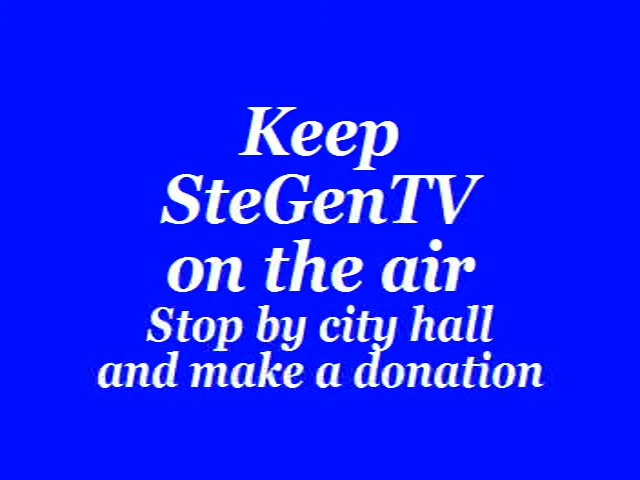 Keep
SteGenTV
on the air
Stop by city hall
and make a donation